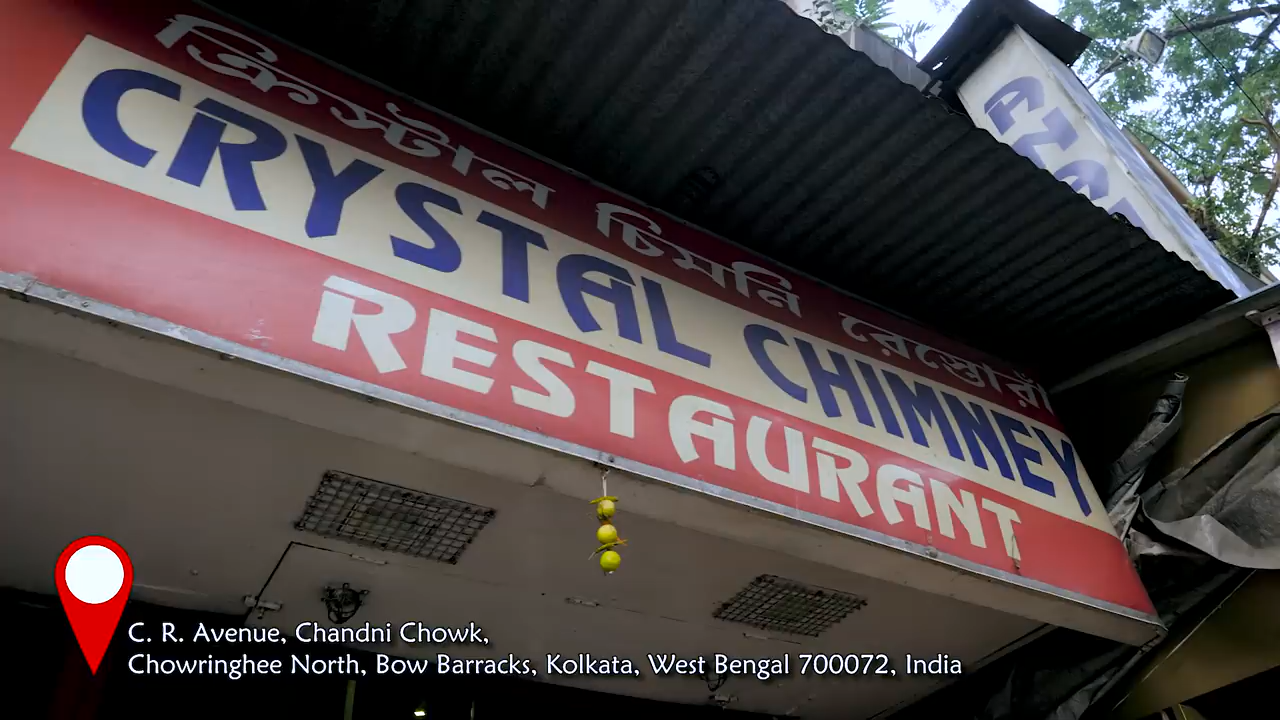 ক্রিস্টাল চিমনি রেস্তোরাঁ
CRYSTAL CHIMNEY
RESTAURANT
C. R. Avenue, Chandni Chowk,
Chowringhee North, Bow Barracks, Kolkata, West Bengal 700072, India